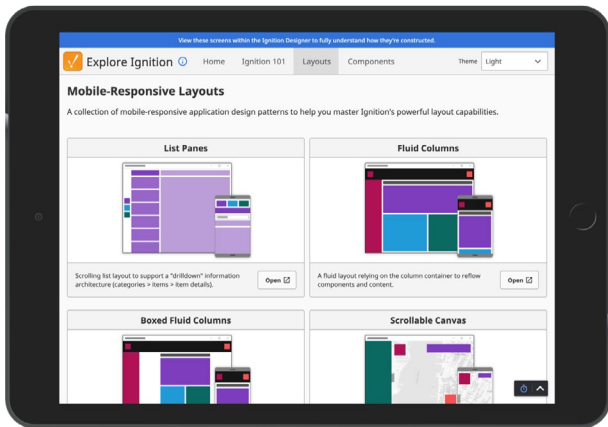 View these screens within the Ignition Designer to fully understand how they're constructed.
Explore Ignition Home Ignition 101 Layouts Components Theme Light
Mobile-Responsive Layouts
A collection of mobile-responsive application design patterns to help you master Ignition's powerful layout capabilities.
List Panes
Scrolling list layout to support a "drilldown" information
architecture (categories > items > item details).
Open
Fluid Columns
A fluid layout relying on the column container to reflow
components and content.
Open
Boxed Fluid Columns
Scrollable Canvas